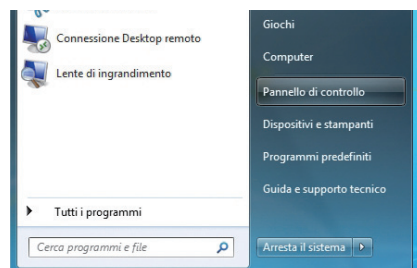 Connessione Desktop remoto
Lente di ingrandimento
Tutti i programmi
Cerca programmi e file
Giochi
Computer
Pannello di controllo
Dispositivi e stampanti
Programmi predefiniti
Guida e supporto tecnico
Arresta il sistema